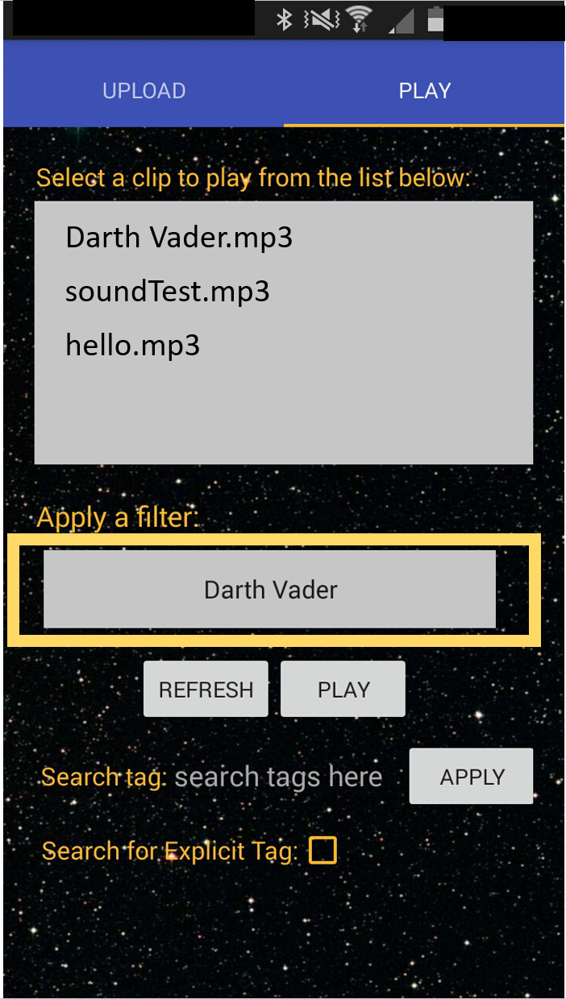 UPLOAD PLAY
Select a clip to play from the list below:
Darth Vader.mp3
soundTest.mp3
hello.mp3
Apply a filter:
Darth Vader
REFRESH PLAY
Search tag: search tags here APPLY
Search for Explicit Tag: